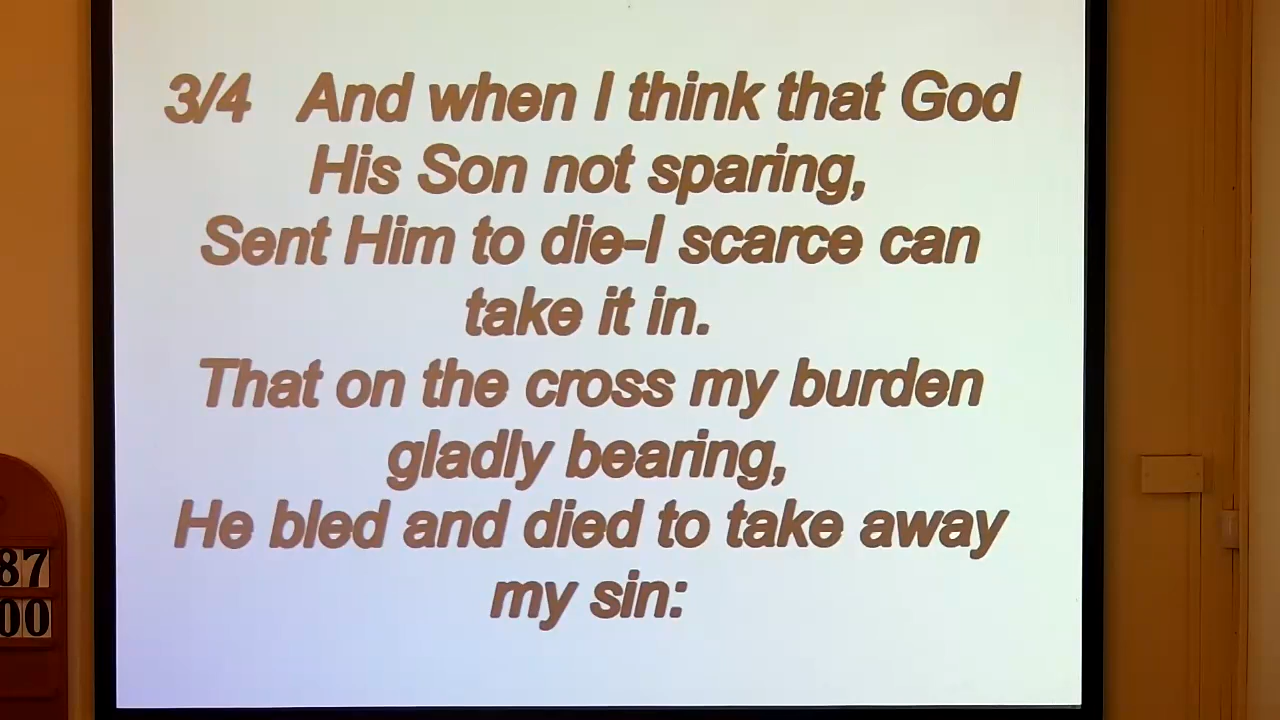 3/4 And when I think that God
His Son not sparing,
Sent Him to die-I scarce can
take it in.
That on the cross my burden
gladly bearing,
He bled and died to take away
my sin:
87
00